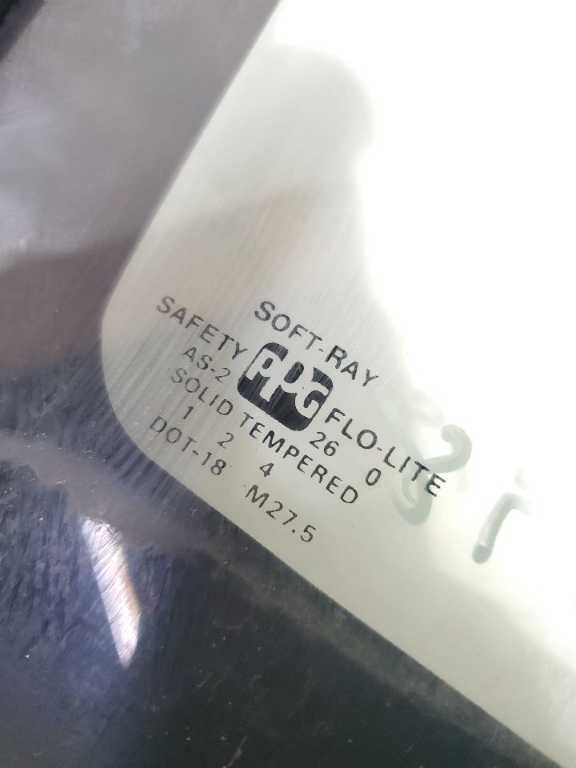 SOFT-RAY
SAFETY PPG FLO-LITE
AS-2 26 0
SOLID TEMPERED
1 2 4
DOT-18 M27.5